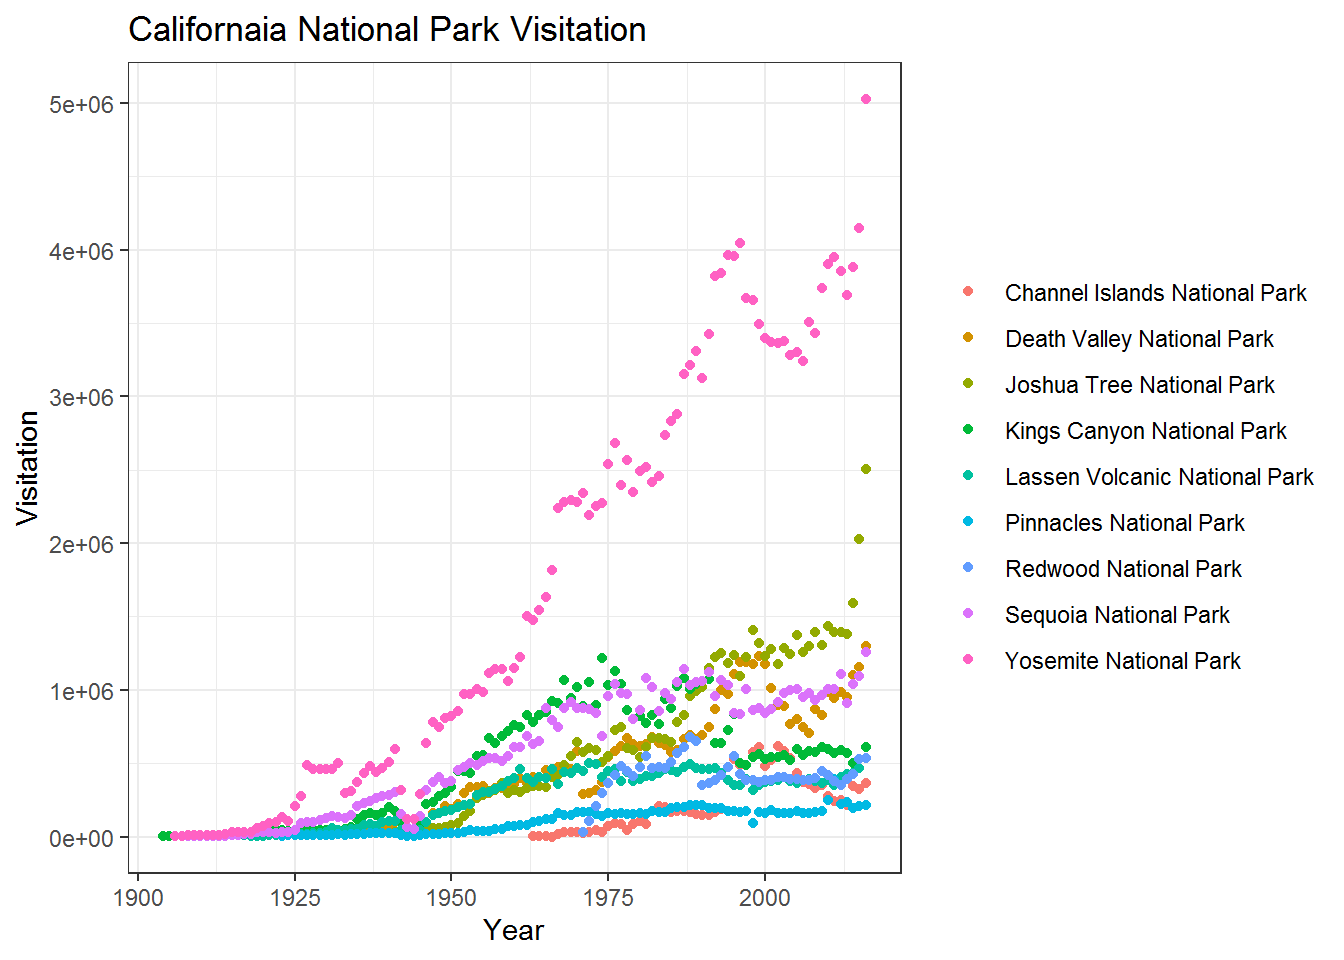 Californaia National Park Visitation
Visitation
5e+06
4e+06
3e+06
2e+06
1e+06
0e+00
1900
1925
1950
1975
2000
Year
Channel Islands National Park
Death Valley National Park
Joshua Tree National Park
Kings Canyon National Park
Lassen Volcanic National Park
Pinnacles National Park
Redwood National Park
Sequoia National Park
Yosemite National Park